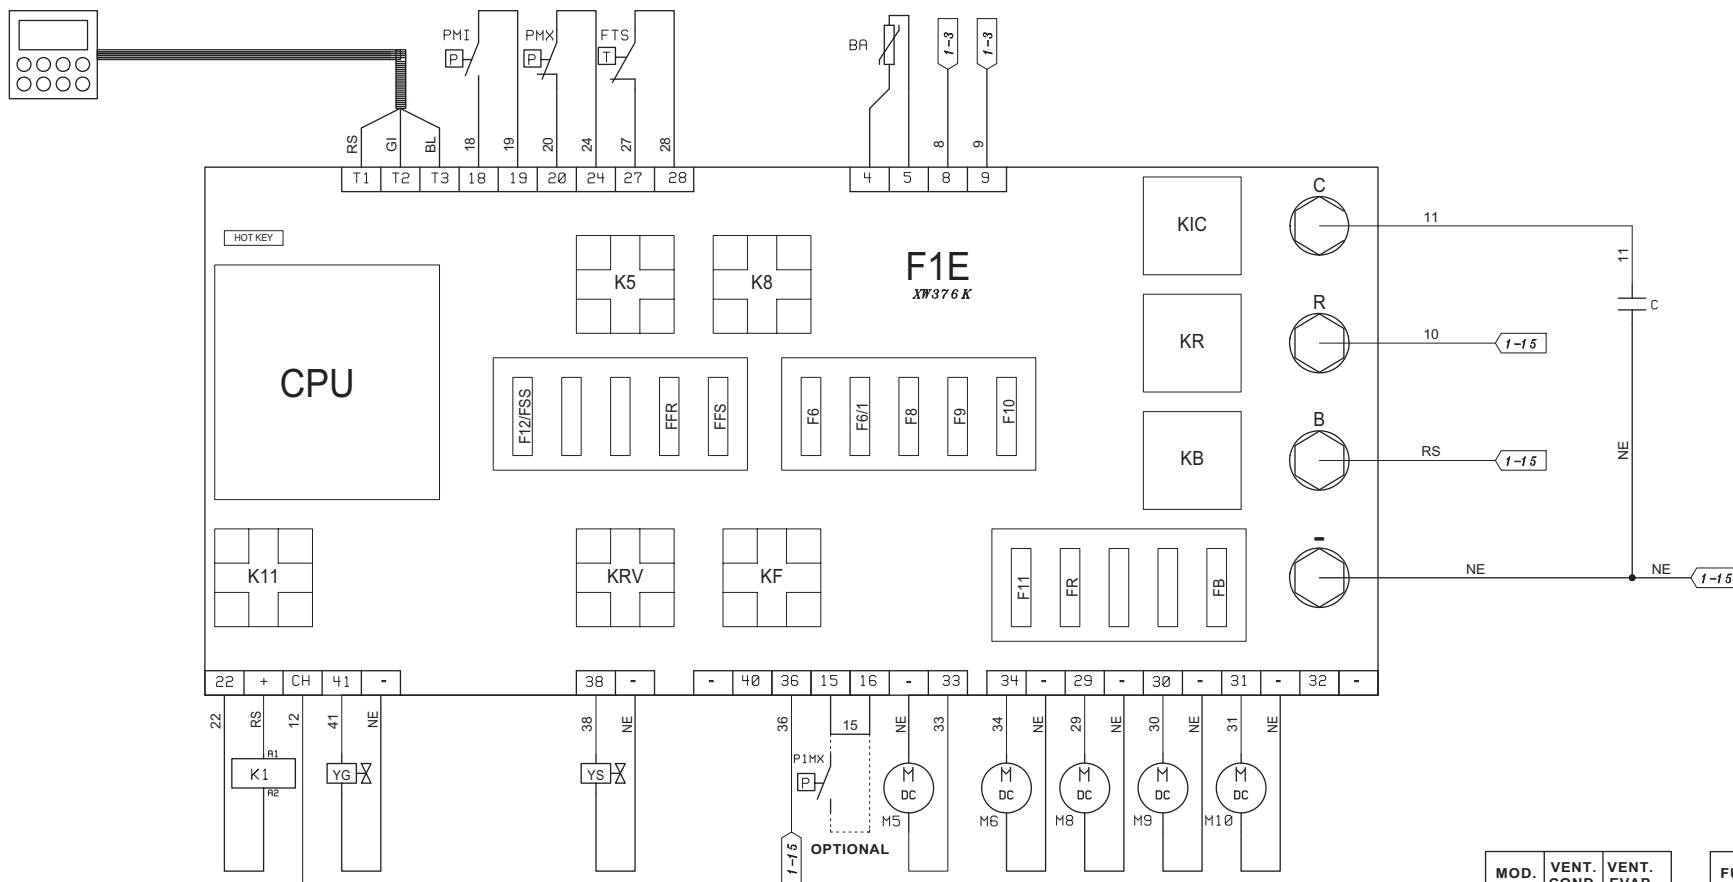 PMI PMX FTS BA
P P T 1-3 1-3
RS GI BL 18 19 20 24 27 28 8 9
T1 T2 T3 18 19 20 24 27 28 4 5 8 9
HOT KEY
K5 K8
F1E
XW376K
KIC C 11
11
C
CPU
KR R 10 1-15
F12/FSS FFR FFS F6 F6/1 F8 F9 F10
KB B RS 1-15
NE
K11 KRV KF
F11 FR FB
- NE NE 1-15
22 + CH 41 - 38 - - 40 36 15 16 - 33 34 - 29 - 30 - 31 - 32 -
22 RS 12 41 NE 38 NE 36 15 NE 33 34 NE 29 NE 30 NE 31 NE
A1
K1
A2
YG YS
P1MX
P
M DC M5
M DC M6
M DC M8
M DC M9
M DC M10
1-15
OPTIONAL
MOD. VENT. VENT.